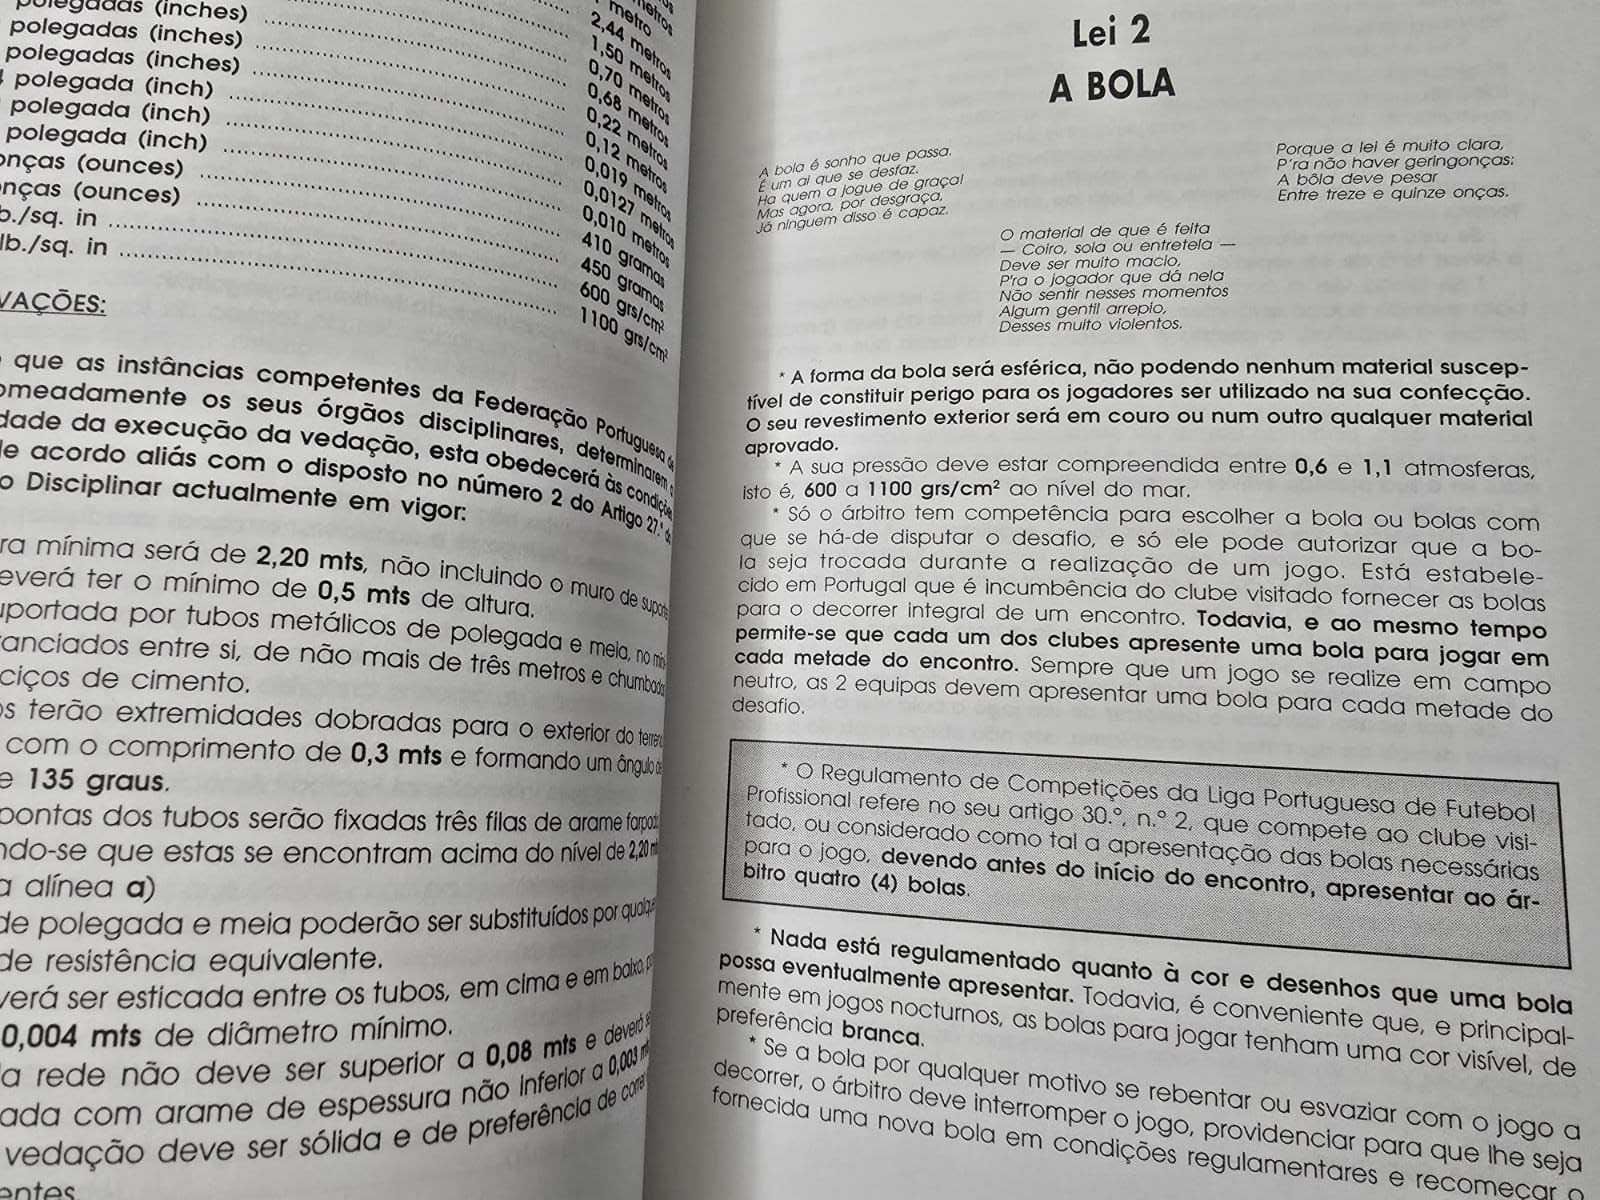 polegadas (inches)
polegadas (inches)
polegadas (inches)
polegada (inch)
polegada (inch)
polegada (inch)
onças (ounces)
onças (ounces)
lb./sq. in
lb./sq. in
metros
metro
2,44 metros
1,50 metros
0,70 metros
0,68 metros
0,22 metros
0,12 metros
0,019 metros
0,0127 metros
0,010 metros
410 gramas
450 gramas
600 grs/cm²
1100 grs/cm²
VAÇÕES:
que as instâncias competentes da Federação Portuguesa de
omeadamente os seus órgãos disciplinares, determinarem a
dade da execução da vedação, esta obedecerá às condições
de acordo aliás com o disposto no número 2 do Artigo 27.º do
o Disciplinar actualmente em vigor:
ra mínima será de 2,20 mts, não incluindo o muro de suporte
everá ter o mínimo de 0,5 mts de altura.
uportada por tubos metálicos de polegada e meia, no míni-
anciados entre si, de não mais de três metros e chumbados
ciços de cimento.
os terão extremidades dobradas para o exterior do terreno
com o comprimento de 0,3 mts e formando um ângulo de
e 135 graus.
pontas dos tubos serão fixadas três filas de arame farpado
ndo-se que estas se encontram acima do nível de 2,20 mt
a alínea a)
de polegada e meia poderão ser substituídos por qualque
de resistência equivalente.
verá ser esticada entre os tubos, em cima e em baixo, p
0,004 mts de diâmetro mínimo.
a rede não deve ser superior a 0,08 mts e deverá se
ada com arame de espessura não inferior a 0,003 m
vedação deve ser sólida e de preferência de corre
entes.
Lei 2
A BOLA
A bola é sonho que passa.
É um ai que se desfaz.
Ha quem a jogue de graça!
Mas agora, por desgraça,
Já ninguem disso é capaz.
Porque a lei é muito clara,
P'ra não haver geringonças;
A bôla deve pesar
Entre treze e quinze onças.
O material de que é feita
— Coiro, sola ou entretela —
Deve ser muito macio,
P'ra o jogador que dá nela
Não sentir nesses momentos
Algum gentil arrepio,
Desses muito violentos.
* A forma da bola será esférica, não podendo nenhum material suscep-
tível de constituir perigo para os jogadores ser utilizado na sua confecção.
O seu revestimento exterior será em couro ou num outro qualquer material
aprovado.
* A sua pressão deve estar compreendida entre 0,6 e 1,1 atmosferas,
isto é, 600 a 1100 grs/cm² ao nível do mar.
* Só o árbitro tem competência para escolher a bola ou bolas com
que se há-de disputar o desafio, e só ele pode autorizar que a bo-
la seja trocada durante a realização de um jogo. Está estabele-
cido em Portugal que é incumbência do clube visitado fornecer as bolas
para o decorrer integral de um encontro. Todavia, e ao mesmo tempo
permite-se que cada um dos clubes apresente uma bola para jogar em
cada metade do encontro. Sempre que um jogo se realize em campo
neutro, as 2 equipas devem apresentar uma bola para cada metade do
desafio.
* O Regulamento de Competições da Liga Portuguesa de Futebol
Profissional refere no seu artigo 30.º, n.º 2, que compete ao clube visi-
tado, ou considerado como tal a apresentação das bolas necessárias
para o jogo, devendo antes do início do encontro, apresentar ao ár-
bitro quatro (4) bolas.
* Nada está regulamentado quanto à cor e desenhos que uma bola
possa eventualmente apresentar. Todavia, é conveniente que, e principal-
mente em jogos nocturnos, as bolas para jogar tenham uma cor visível, de
preferência branca.
* Se a bola por qualquer motivo se rebentar ou esvaziar com o jogo a
decorrer, o árbitro deve interromper o jogo, providenciar para que lhe seja
fornecida uma nova bola em condições regulamentares e recomeçar o